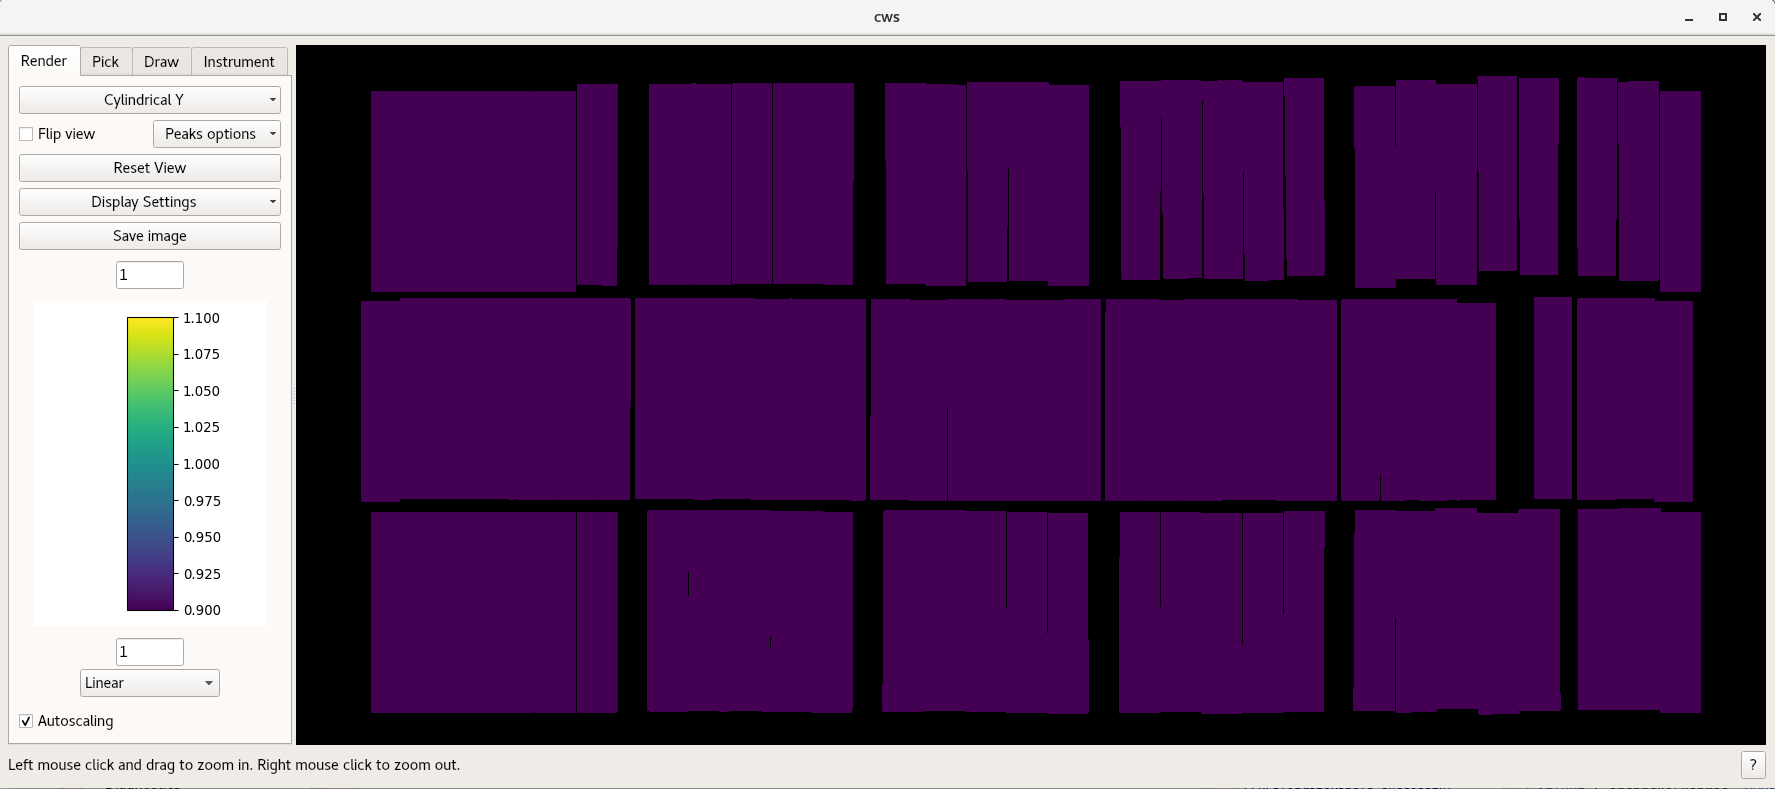 cws
Render Pick Draw Instrument
Cylindrical Y
Flip view Peaks options
Reset View
Display Settings
Save image
1
1.100
1.075
1.050
1.025
1.000
0.975
0.950
0.925
0.900
1
Linear
Autoscaling
Left mouse click and drag to zoom in. Right mouse click to zoom out. ?